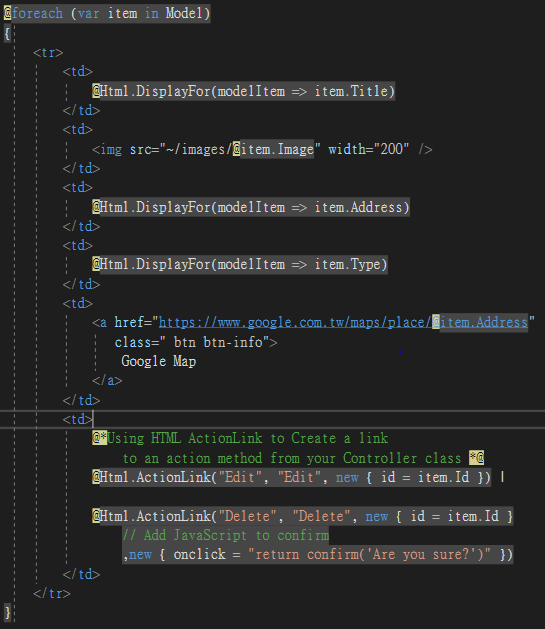 @foreach (var item in Model)
{
<tr>
<td>
@Html.DisplayFor(modelItem => item.Title)
</td>
<td>
<img src="~/images/@item.Image" width="200" />
</td>
<td>
@Html.DisplayFor(modelItem => item.Address)
</td>
<td>
@Html.DisplayFor(modelItem => item.Type)
</td>
<td>
<a href="https://www.google.com.tw/maps/place/@item.Address"
class=" btn btn-info">
Google Map
</a>
</td>
<td>
@*Using HTML ActionLink to Create a link
to an action method from your Controller class *@
@Html.ActionLink("Edit", "Edit", new { id = item.Id }) |
@Html.ActionLink("Delete", "Delete", new { id = item.Id }
// Add JavaScript to confirm
,new { onclick = "return confirm('Are you sure?')" })
</td>
</tr>
}